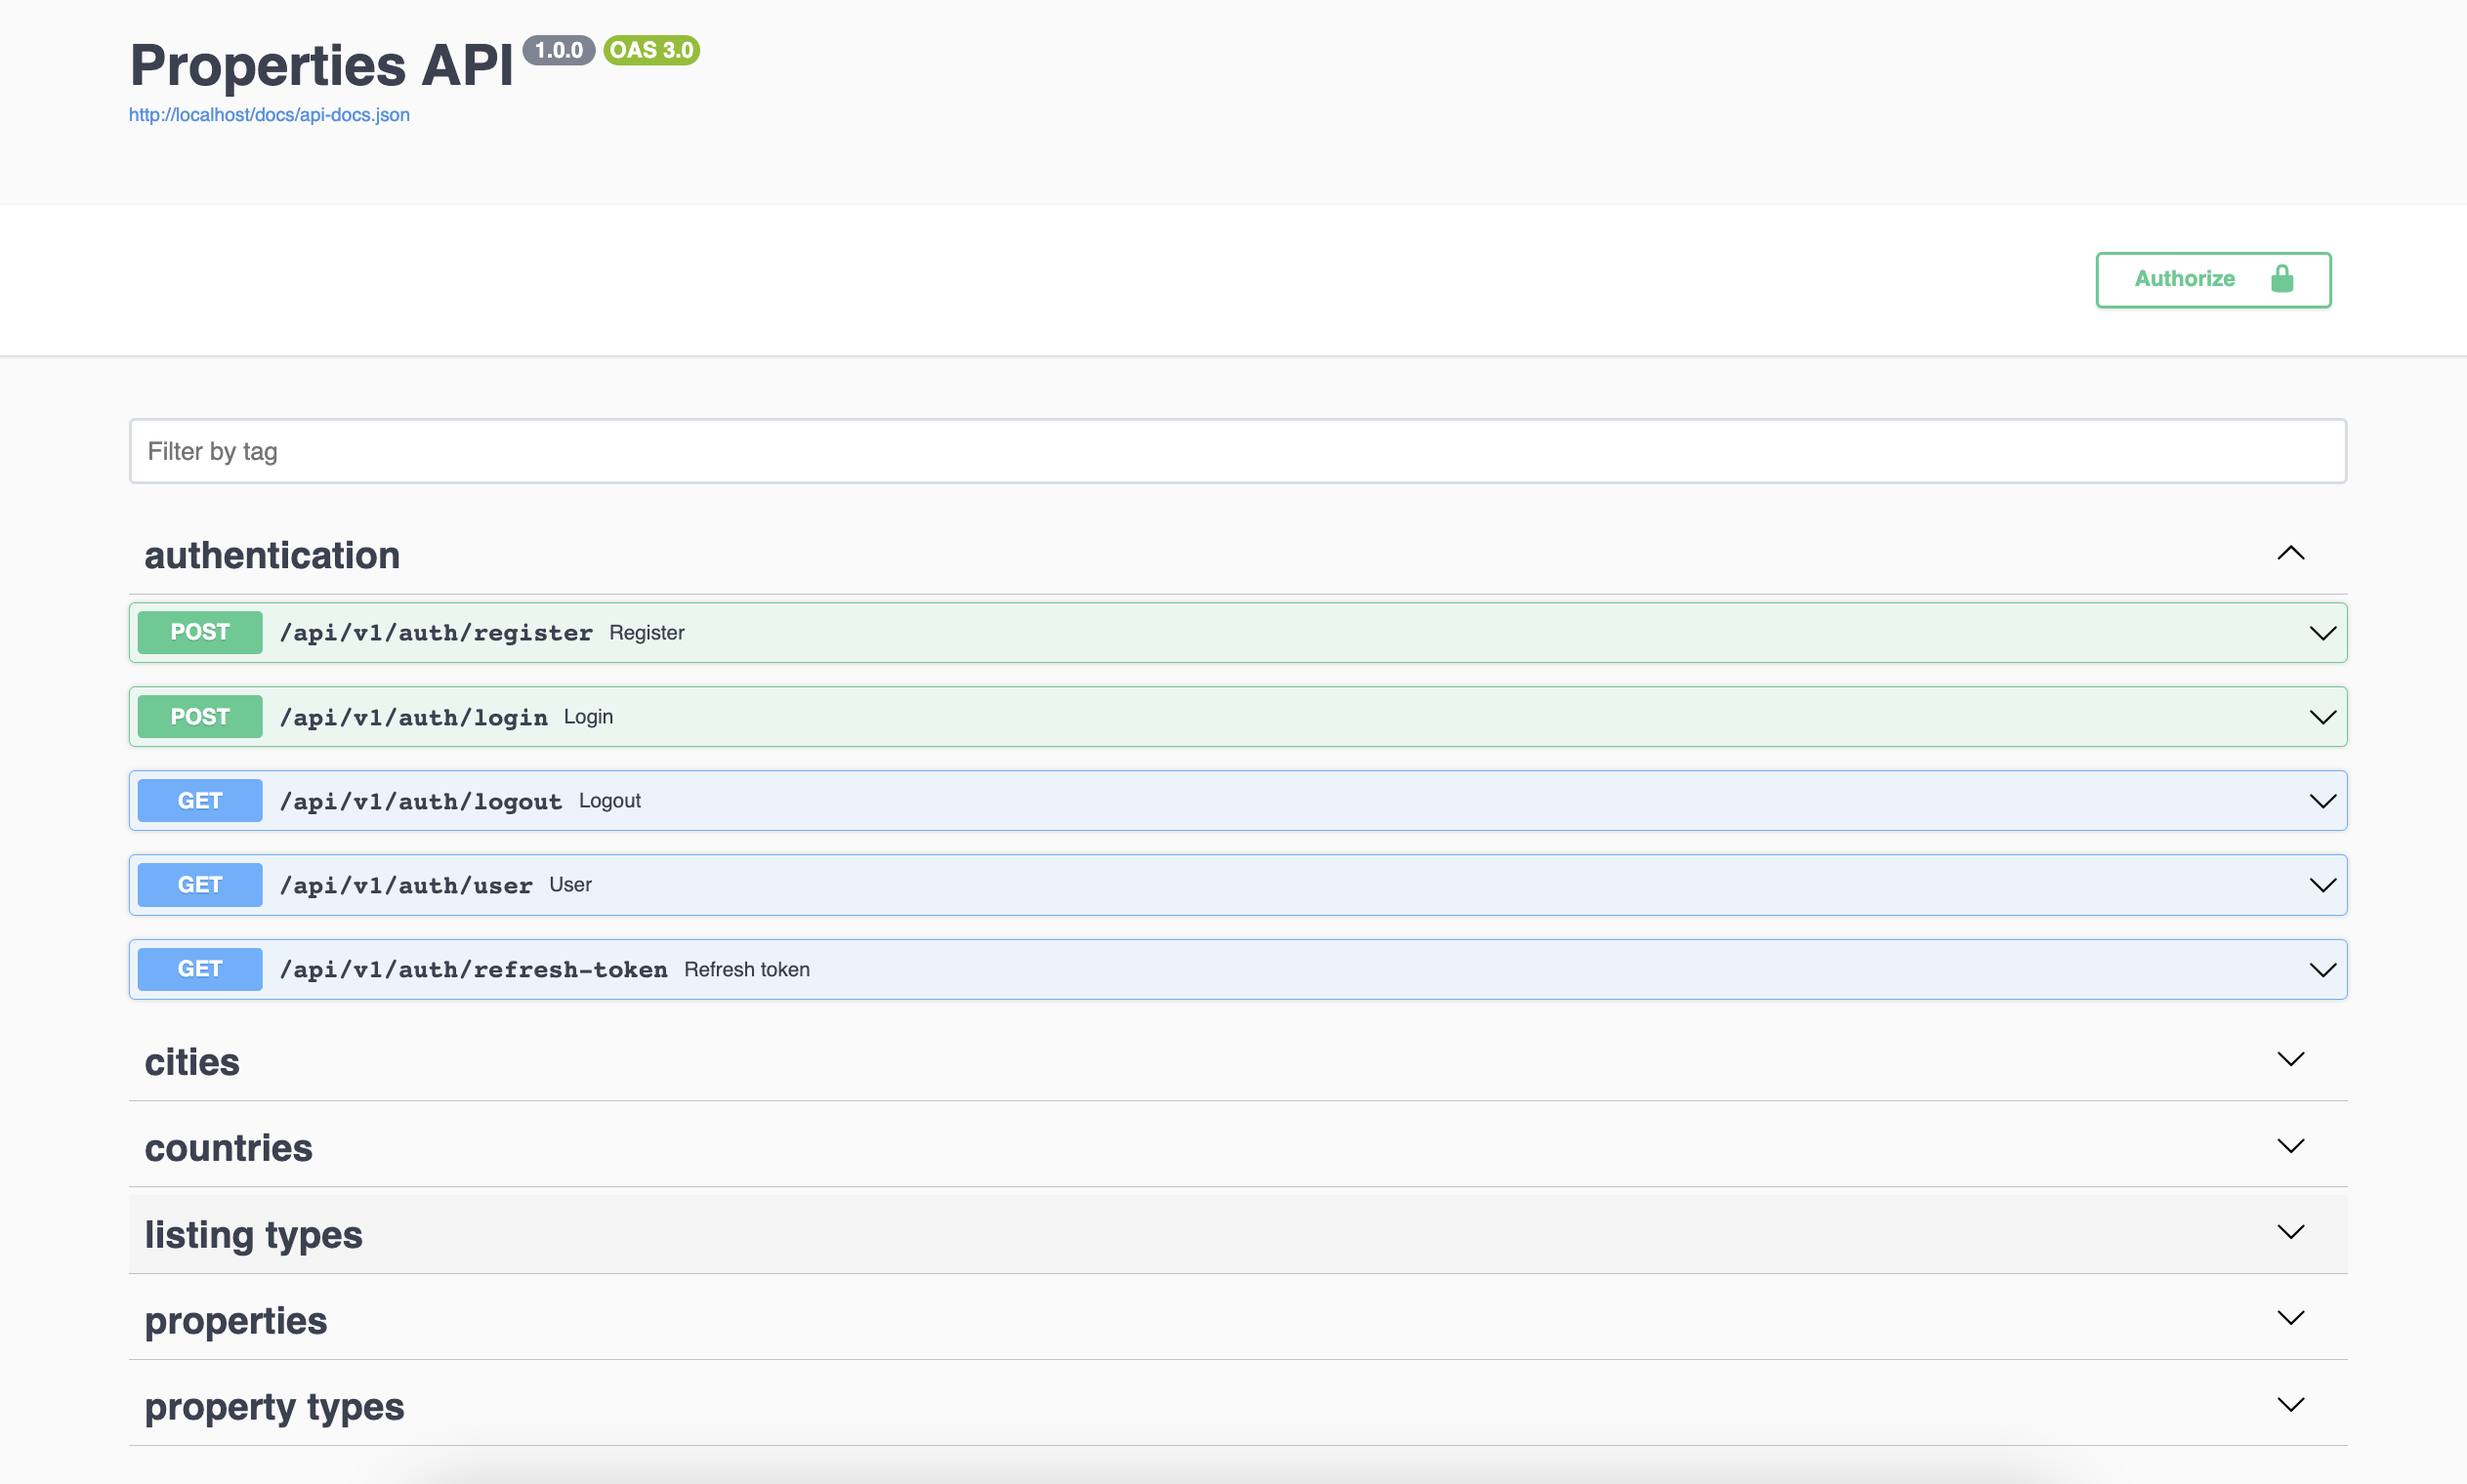 Properties API 1.0.0 OAS 3.0
http://localhost/docs/api-docs.json
Authorize
Filter by tag
authentication
POST /api/v1/auth/register Register
POST /api/v1/auth/login Login
GET /api/v1/auth/logout Logout
GET /api/v1/auth/user User
GET /api/v1/auth/refresh-token Refresh token
cities
countries
listing types
properties
property types